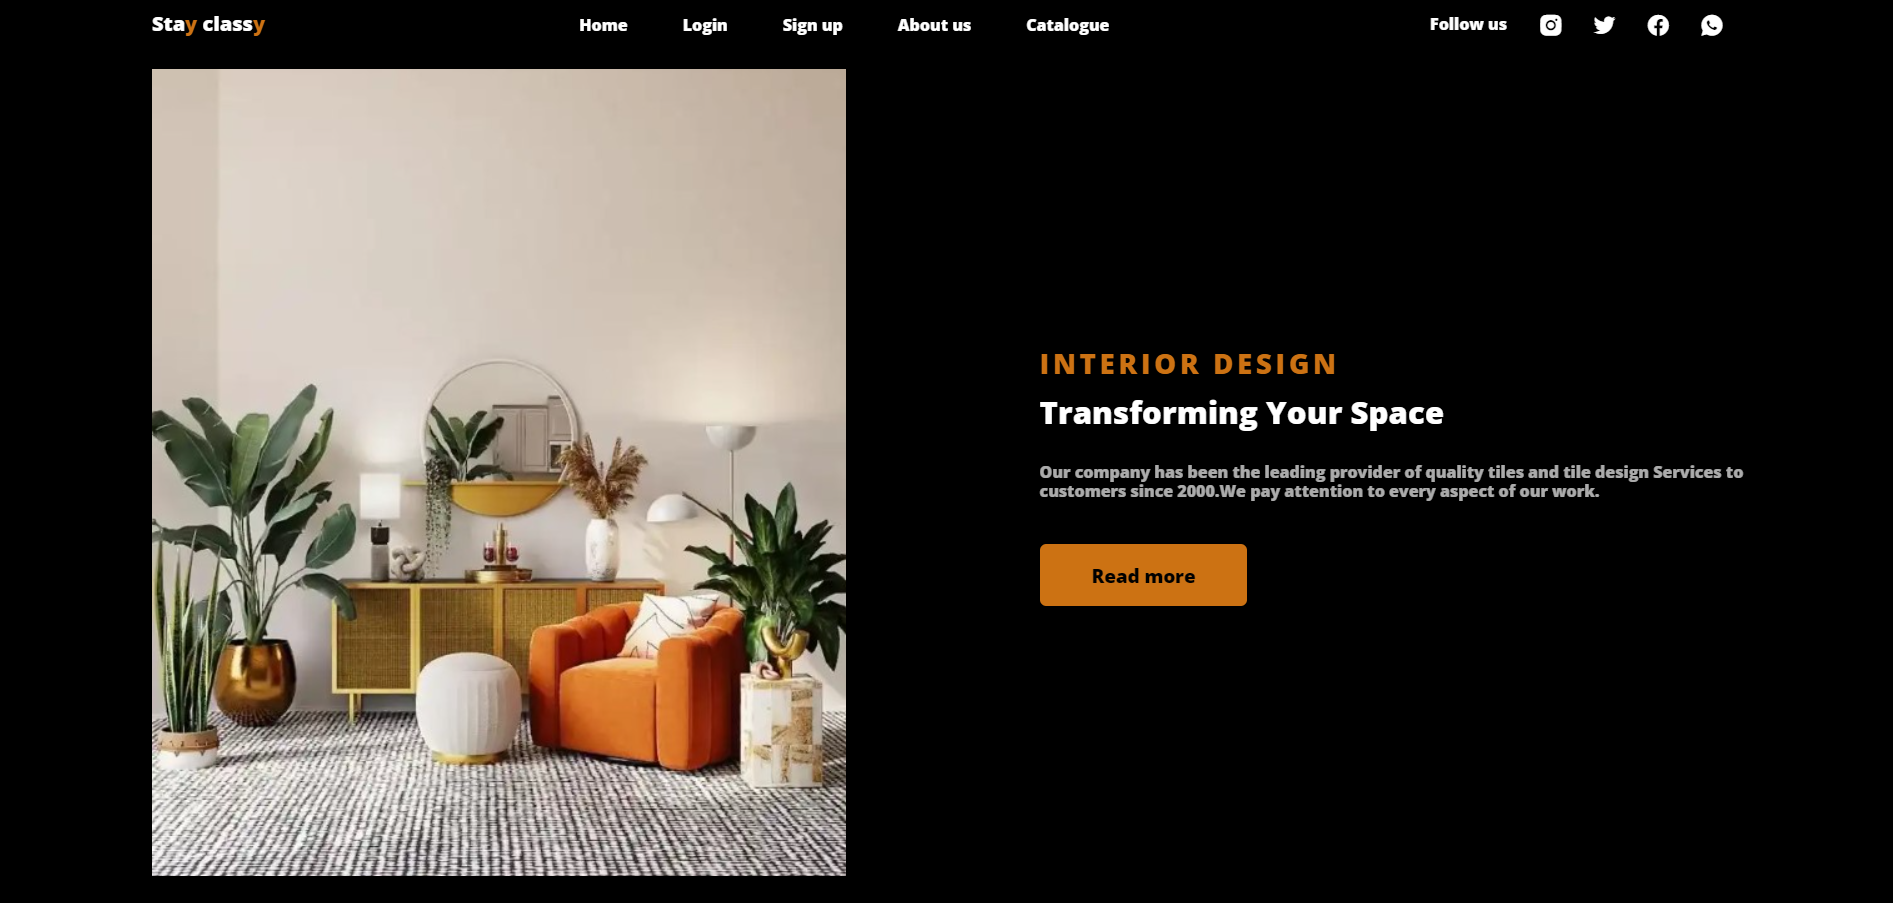 Stay classy
Home
Login
Sign up
About us
Catalogue
Follow us
INTERIOR DESIGN
Transforming Your Space
Our company has been the leading provider of quality tiles and tile design Services to
customers since 2000.We pay attention to every aspect of our work.
Read more